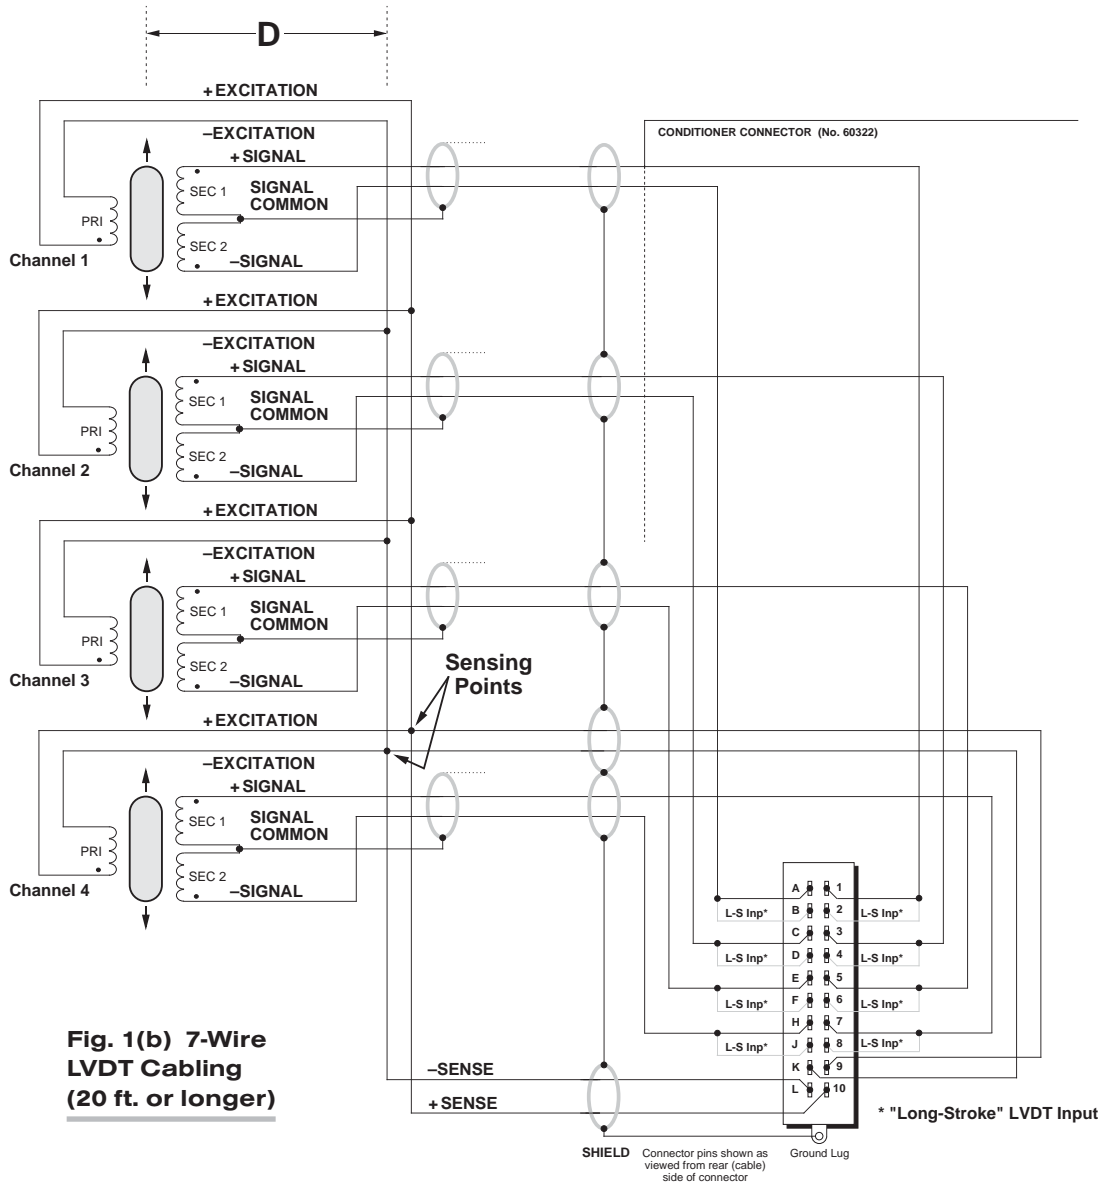 D
+EXCITATION
–EXCITATION
+SIGNAL
SEC 1
SIGNAL
COMMON
PRI
SEC 2
–SIGNAL
Channel 1
CONDITIONER CONNECTOR (No. 60322)
+EXCITATION
–EXCITATION
+SIGNAL
SEC 1
SIGNAL
COMMON
PRI
SEC 2
–SIGNAL
Channel 2
+EXCITATION
–EXCITATION
+SIGNAL
SEC 1
SIGNAL
COMMON
PRI
SEC 2
–SIGNAL
Channel 3
Sensing
Points
+EXCITATION
–EXCITATION
+SIGNAL
SEC 1
SIGNAL
COMMON
PRI
SEC 2
–SIGNAL
Channel 4
A 1
L-S Inp* B 2 L-S Inp*
C 3
L-S Inp* D 4 L-S Inp*
E 5
L-S Inp* F 6 L-S Inp*
H 7
L-S Inp* J 8 L-S Inp*
K 9
L 10
–SENSE
+SENSE
Fig. 1(b) 7-Wire
LVDT Cabling
(20 ft. or longer)
* "Long-Stroke" LVDT Input
SHIELD
Connector pins shown as
viewed from rear (cable)
side of connector
Ground Lug